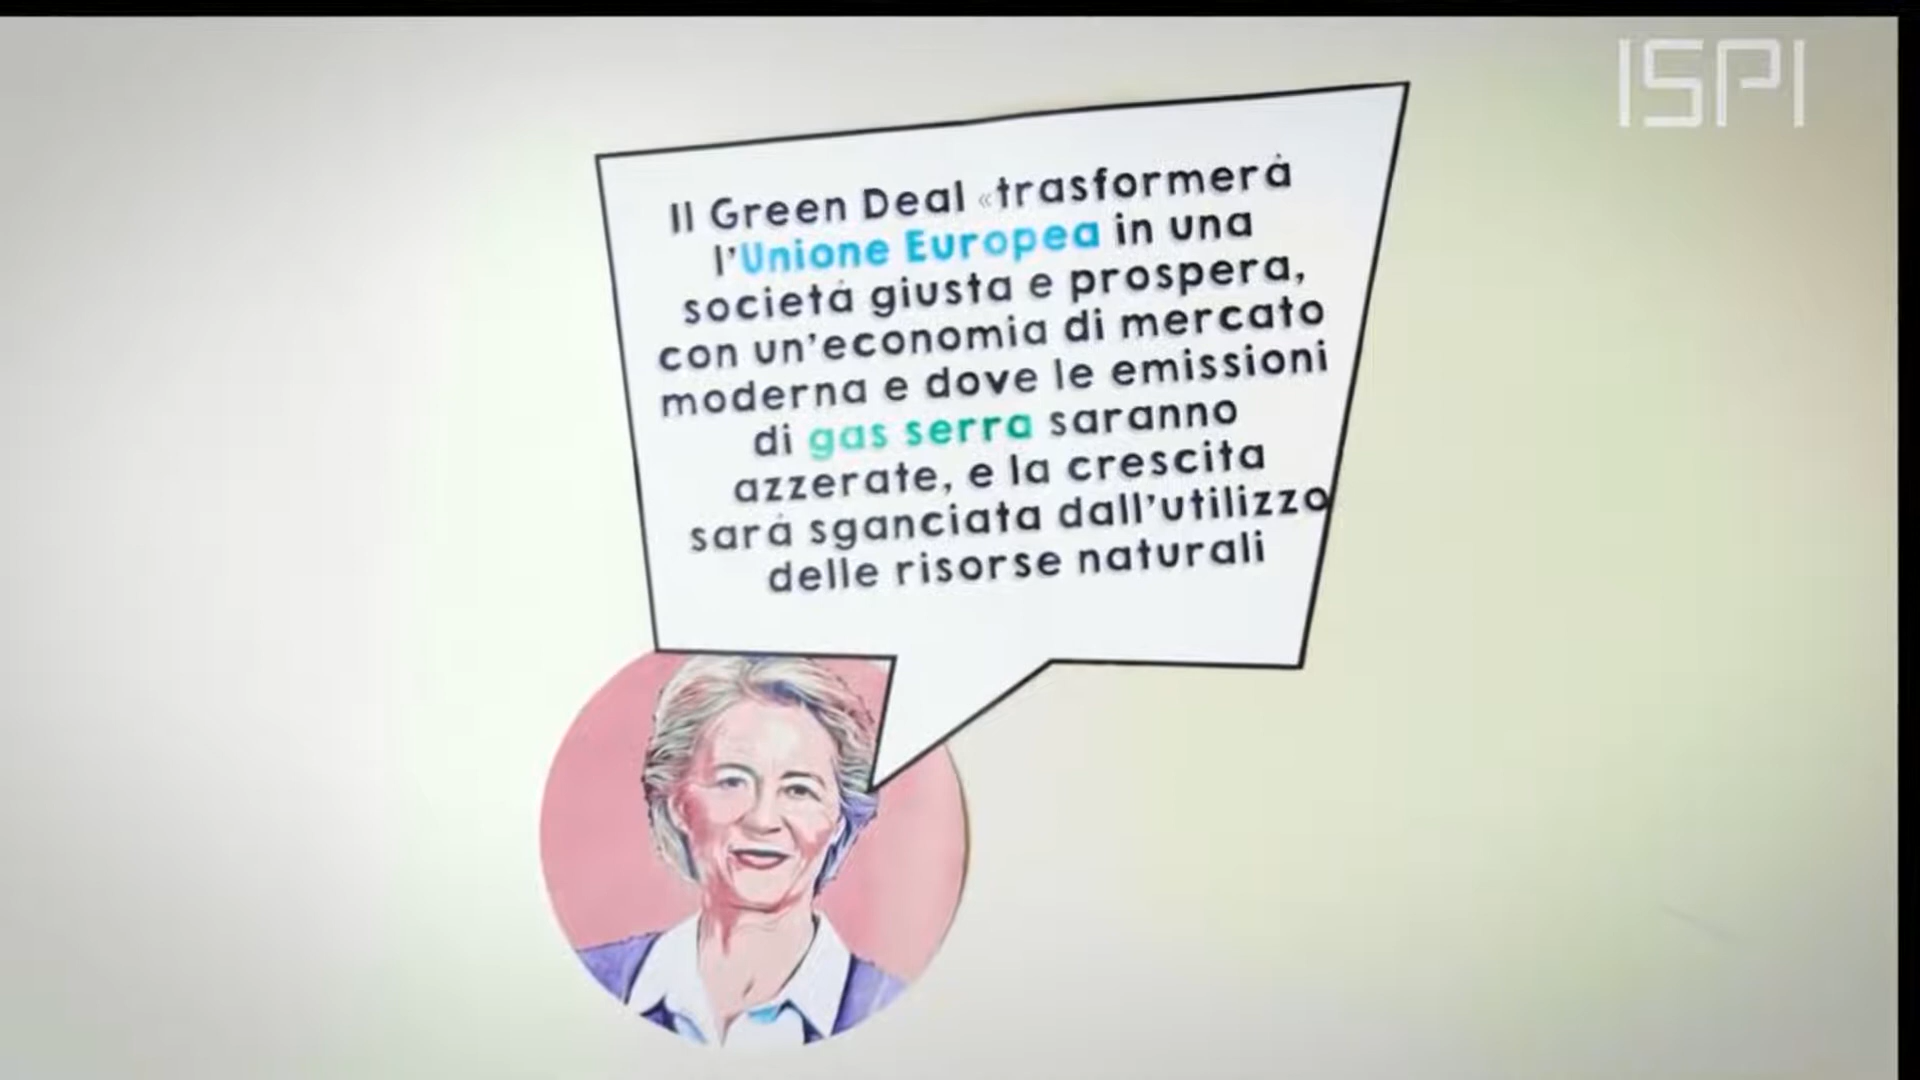 ISPI
Il Green Deal «trasformerà
l'Unione Europea in una
società giusta e prospera,
con un'economia di mercato
moderna e dove le emissioni
di gas serra saranno
azzerate, e la crescita
sarà sganciata dall'utilizzo
delle risorse naturali